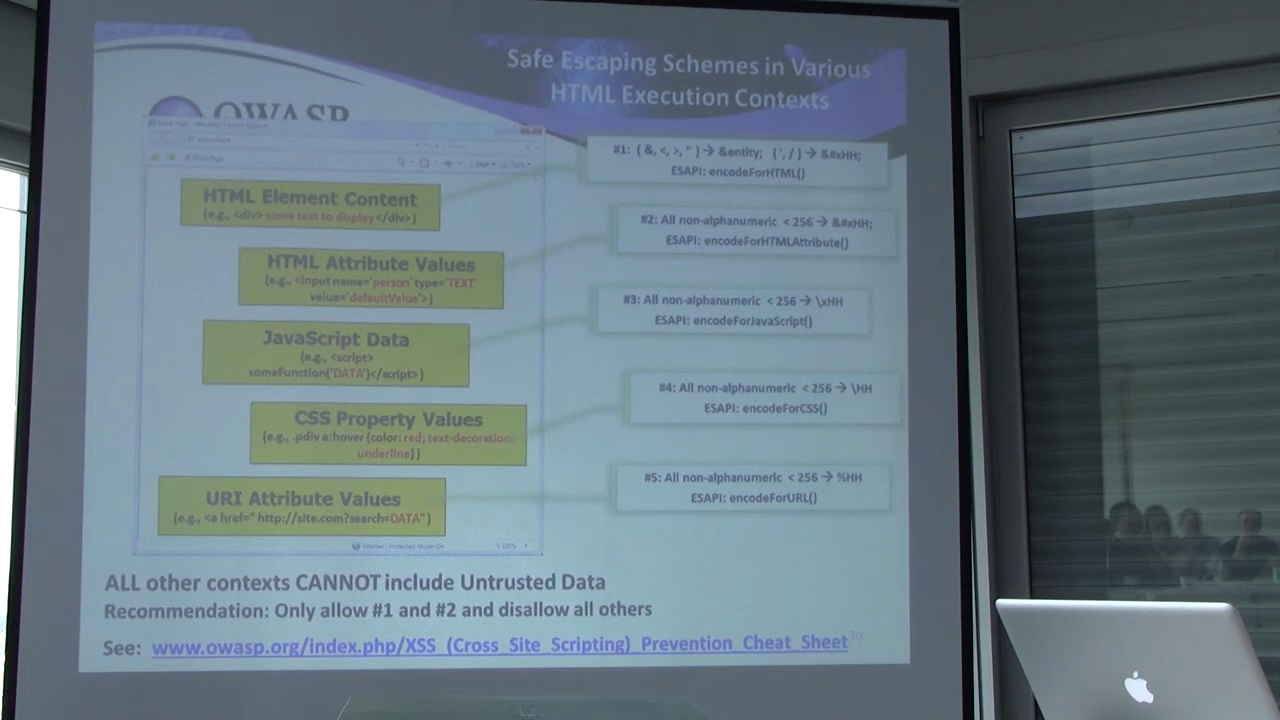 Safe Escaping Schemes in Various
HTML Execution Contexts
OWASP
HTML Element Content
(e.g., <div> some text to display </div>)
#1: ( &, <, >, " ) → &entity; ( ', / ) → &#xHH;
ESAPI: encodeForHTML()
HTML Attribute Values
(e.g., <input name='person' type='TEXT'
value='defaultValue'>)
#2: All non-alphanumeric < 256 → &#xHH;
ESAPI: encodeForHTMLAttribute()
JavaScript Data
(e.g., <script>
someFunction('DATA')</script>)
#3: All non-alphanumeric < 256 → \xHH
ESAPI: encodeForJavaScript()
CSS Property Values
(e.g., .pdiv a:hover {color: red; text-decoration:
underline})
#4: All non-alphanumeric < 256 → \HH
ESAPI: encodeForCSS()
URI Attribute Values
(e.g., <a href=" http://site.com?search=DATA")
#5: All non-alphanumeric < 256 → %HH
ESAPI: encodeForURL()
ALL other contexts CANNOT include Untrusted Data
Recommendation: Only allow #1 and #2 and disallow all others
See: www.owasp.org/index.php/XSS_(Cross_Site_Scripting)_Prevention_Cheat_Sheet